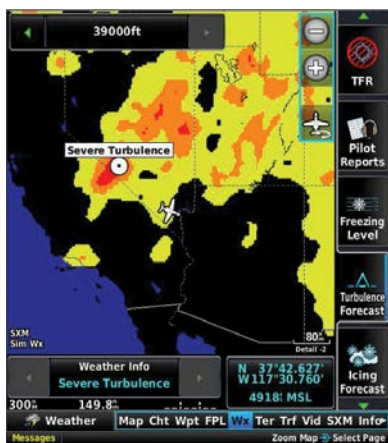 39000ft
TFR
Severe Turbulence
Pilot
Reports
Freezing
Level
Turbulence
Forecast
SXM
Sim Wx
80
Detail -2
Weather Info
Severe Turbulence
N 37°42.627'
W117°30.760'
4918' MSL
Icing
Forecast
300
149.8
Weather
Map Cht Wpt FPL Wx Ter Trf Vid SXM Info
Messages
Zoom Map Select Page